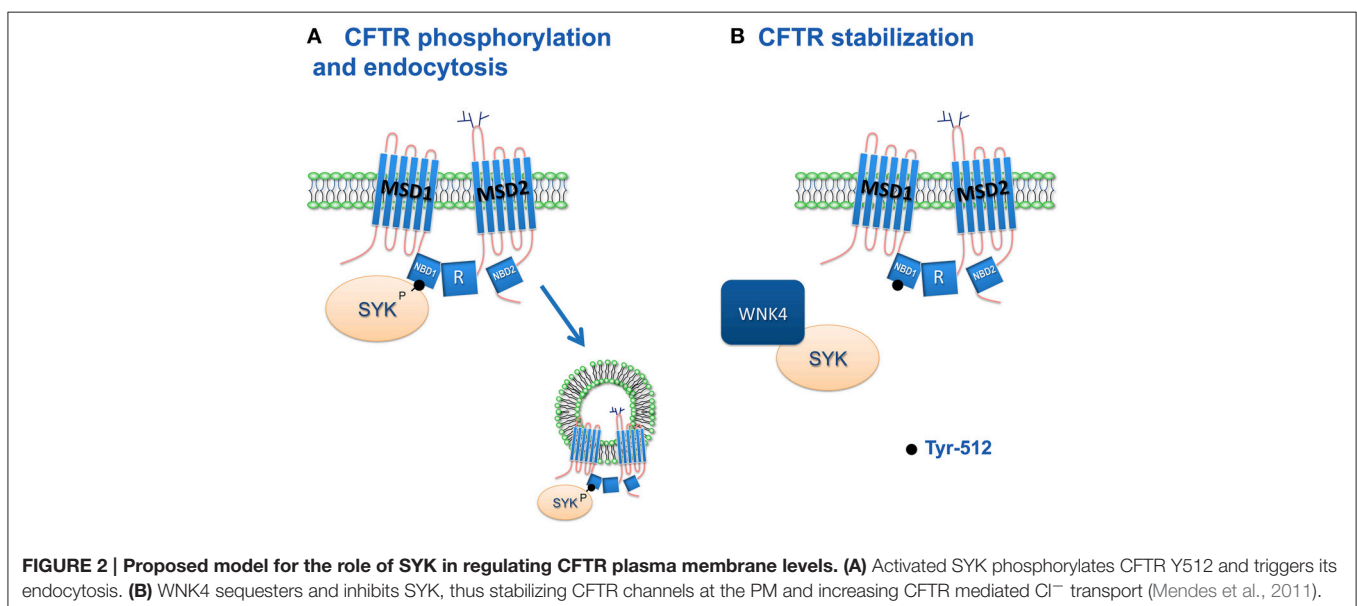 A CFTR phosphorylation
and endocytosis
MSD1
MSD2
NBD1
R
NBD2
P
SYK
SYK
P
B CFTR stabilization
MSD1
MSD2
NBD1
R
NBD2
WNK4
SYK
Tyr-512
FIGURE 2 | Proposed model for the role of SYK in regulating CFTR plasma membrane levels. (A) Activated SYK phosphorylates CFTR Y512 and triggers its
endocytosis. (B) WNK4 sequesters and inhibits SYK, thus stabilizing CFTR channels at the PM and increasing CFTR mediated Cl⁻ transport (Mendes et al., 2011).